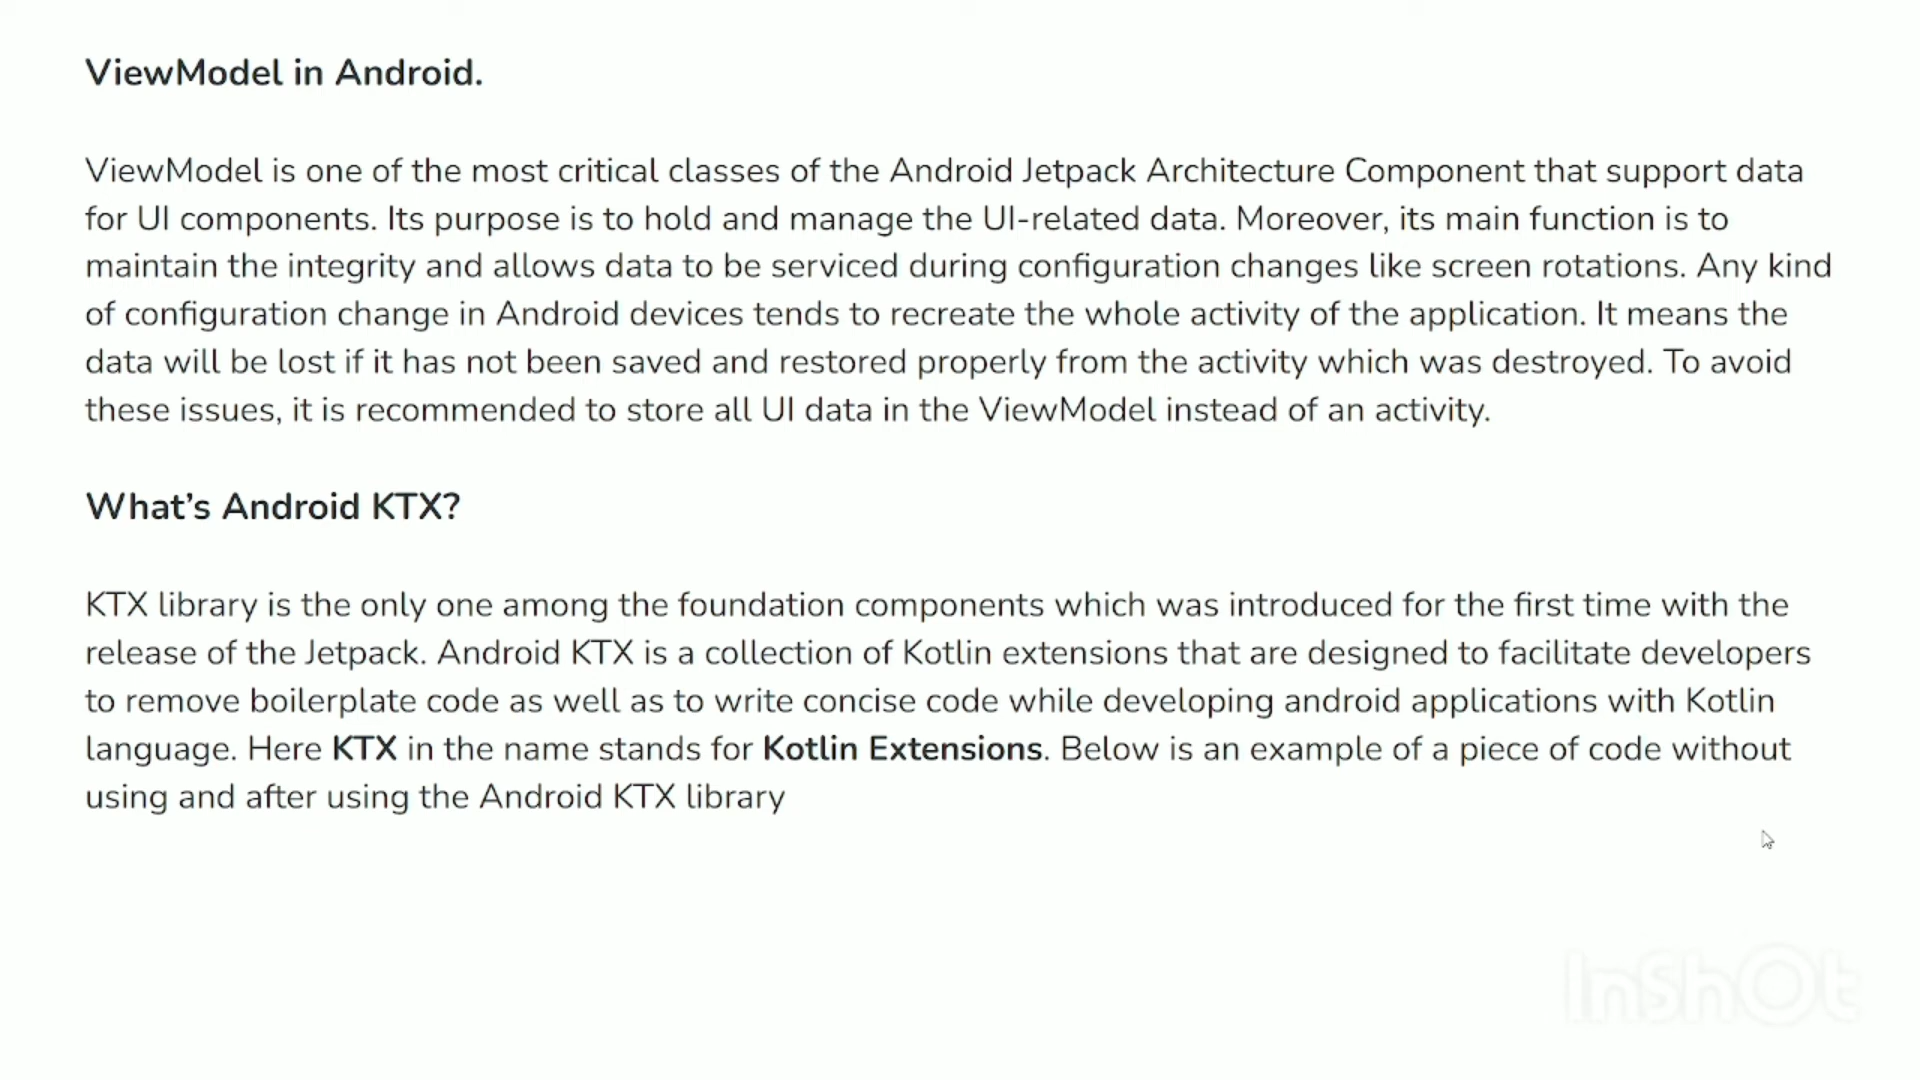 ViewModel in Android.
ViewModel is one of the most critical classes of the Android Jetpack Architecture Component that support data
for UI components. Its purpose is to hold and manage the UI-related data. Moreover, its main function is to
maintain the integrity and allows data to be serviced during configuration changes like screen rotations. Any kind
of configuration change in Android devices tends to recreate the whole activity of the application. It means the
data will be lost if it has not been saved and restored properly from the activity which was destroyed. To avoid
these issues, it is recommended to store all UI data in the ViewModel instead of an activity.
What’s Android KTX?
KTX library is the only one among the foundation components which was introduced for the first time with the
release of the Jetpack. Android KTX is a collection of Kotlin extensions that are designed to facilitate developers
to remove boilerplate code as well as to write concise code while developing android applications with Kotlin
language. Here KTX in the name stands for Kotlin Extensions. Below is an example of a piece of code without
using and after using the Android KTX library
InShOt